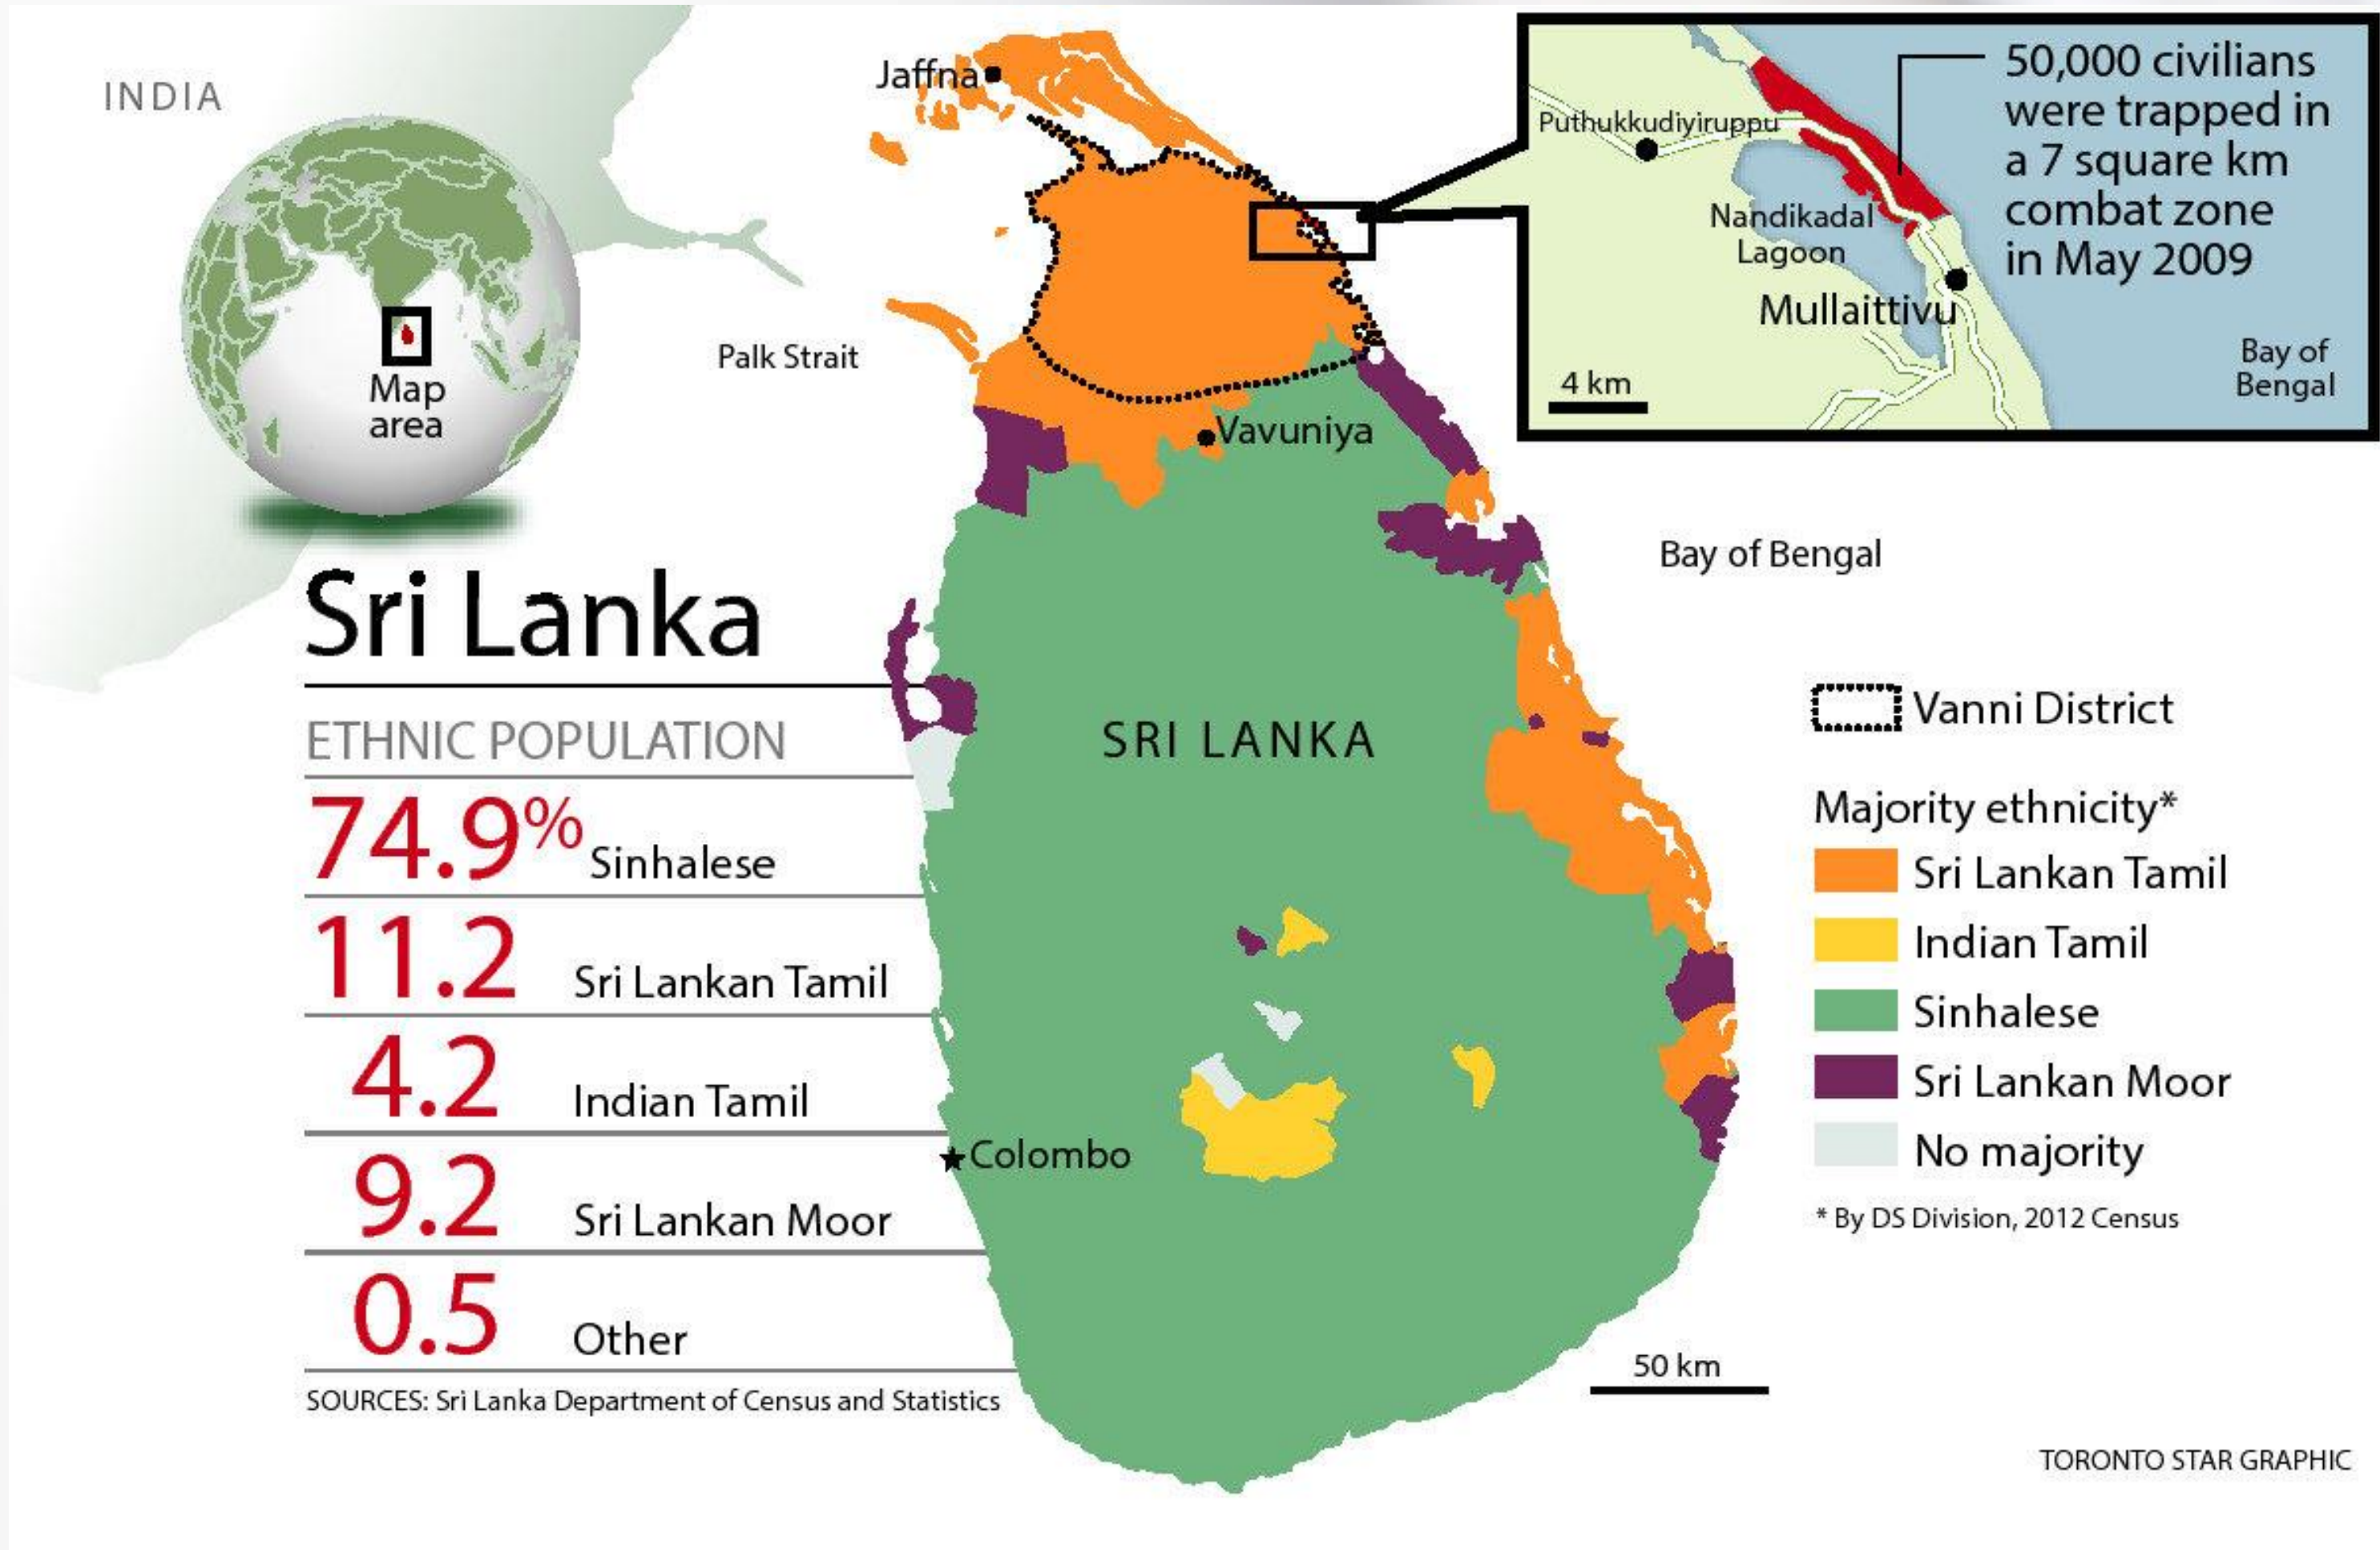 INDIA
Map
area
Jaffna
Palk Strait
Vavuniya
Puthukkudiyiruppu
Nandikadal
Lagoon
Mullaittivu
4 km
50,000 civilians
were trapped in
a 7 square km
combat zone
in May 2009
Bay of
Bengal
Bay of Bengal
Sri Lanka
ETHNIC POPULATION
74.9% Sinhalese
11.2 Sri Lankan Tamil
4.2 Indian Tamil
9.2 Sri Lankan Moor
0.5 Other
SOURCES: Sri Lanka Department of Census and Statistics
SRI LANKA
Colombo
Vanni District
Majority ethnicity*
Sri Lankan Tamil
Indian Tamil
Sinhalese
Sri Lankan Moor
No majority
* By DS Division, 2012 Census
50 km
TORONTO STAR GRAPHIC